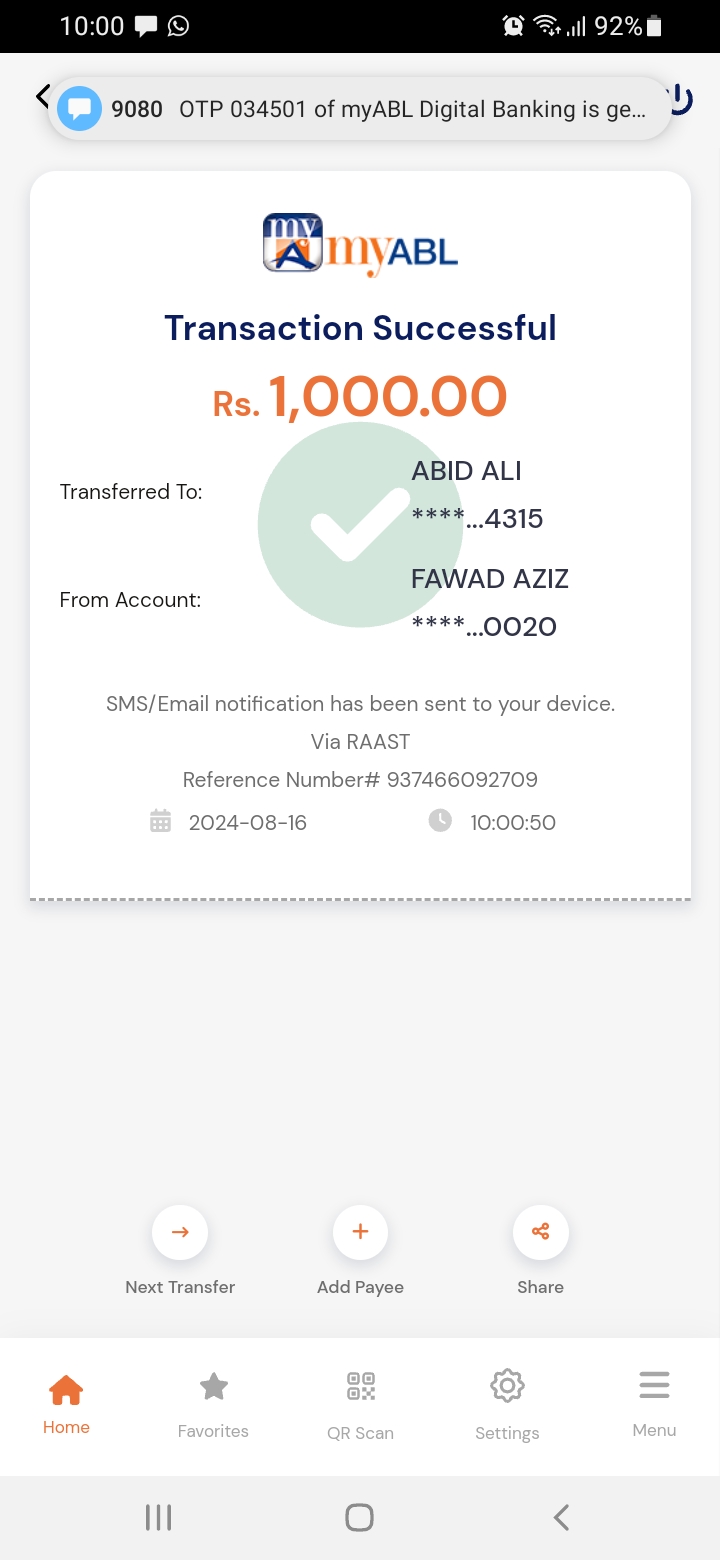 10:00 92%
9080 OTP 034501 of myABL Digital Banking is ge...
my
myABL
Transaction Successful
Rs. 1,000.00
Transferred To:
ABID ALI
****...4315
From Account:
FAWAD AZIZ
****...0020
SMS/Email notification has been sent to your device.
Via RAAST
Reference Number# 937466092709
2024-08-16 10:00:50
Next Transfer Add Payee Share
Home Favorites QR Scan Settings Menu